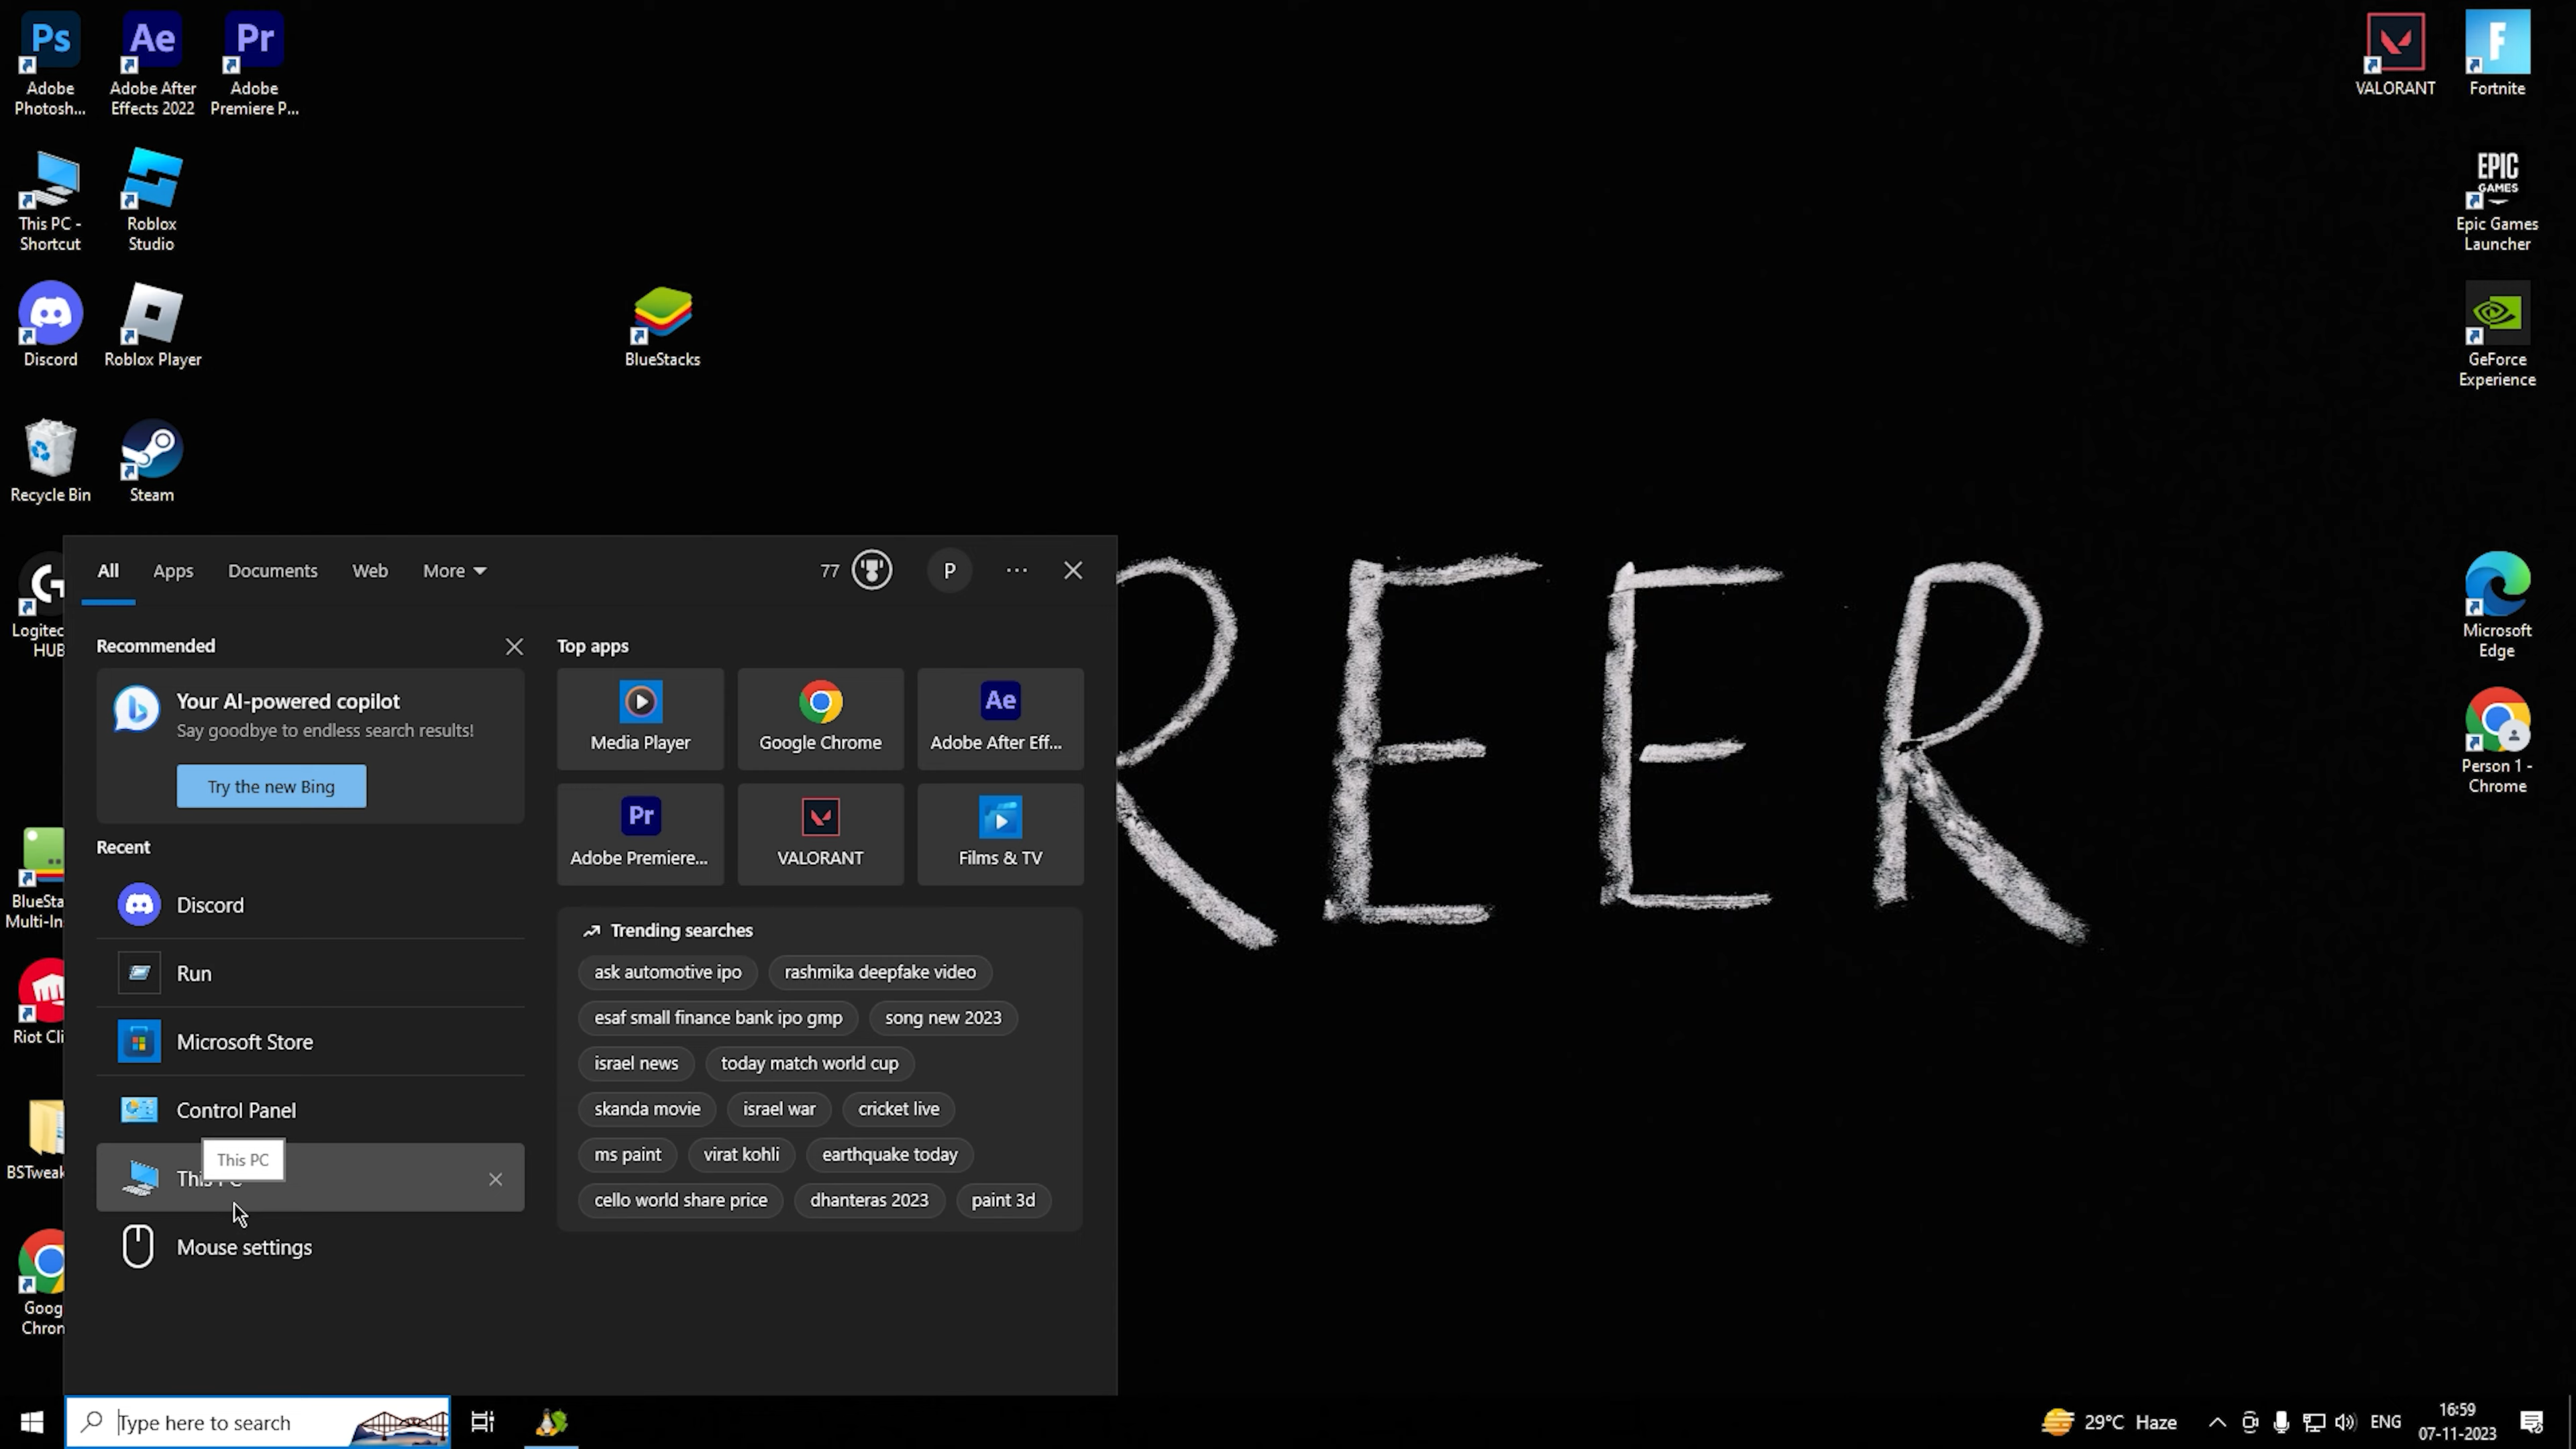 Ps
Adobe
Photosh...
Ae
Adobe After
Effects 2022
Pr
Adobe
Premiere P...
VALORANT
F
Fortnite
This PC -
Shortcut
Roblox
Studio
EPIC
GAMES
Epic Games
Launcher
Discord
Roblox Player
BlueStacks
GeForce
Experience
Recycle Bin
Steam
REER
All Apps Documents Web More
77 P ...
Logitec
HUB
Microsoft
Edge
Recommended
Your AI-powered copilot
Say goodbye to endless search results!
Try the new Bing
Top apps
Media Player
Google Chrome
Ae
Adobe After Eff...
Pr
Adobe Premiere...
VALORANT
Films & TV
Person 1 -
Chrome
Recent
Discord
Run
Microsoft Store
Control Panel
This PC
This PC
Mouse settings
Trending searches
ask automotive ipo rashmika deepfake video
esaf small finance bank ipo gmp song new 2023
israel news today match world cup
skanda movie israel war cricket live
ms paint virat kohli earthquake today
cello world share price dhanteras 2023 paint 3d
BlueSta
Multi-In
Riot Cli
BSTweak
Goog
Chron
Type here to search
29°C Haze
ENG
16:59
07-11-2023